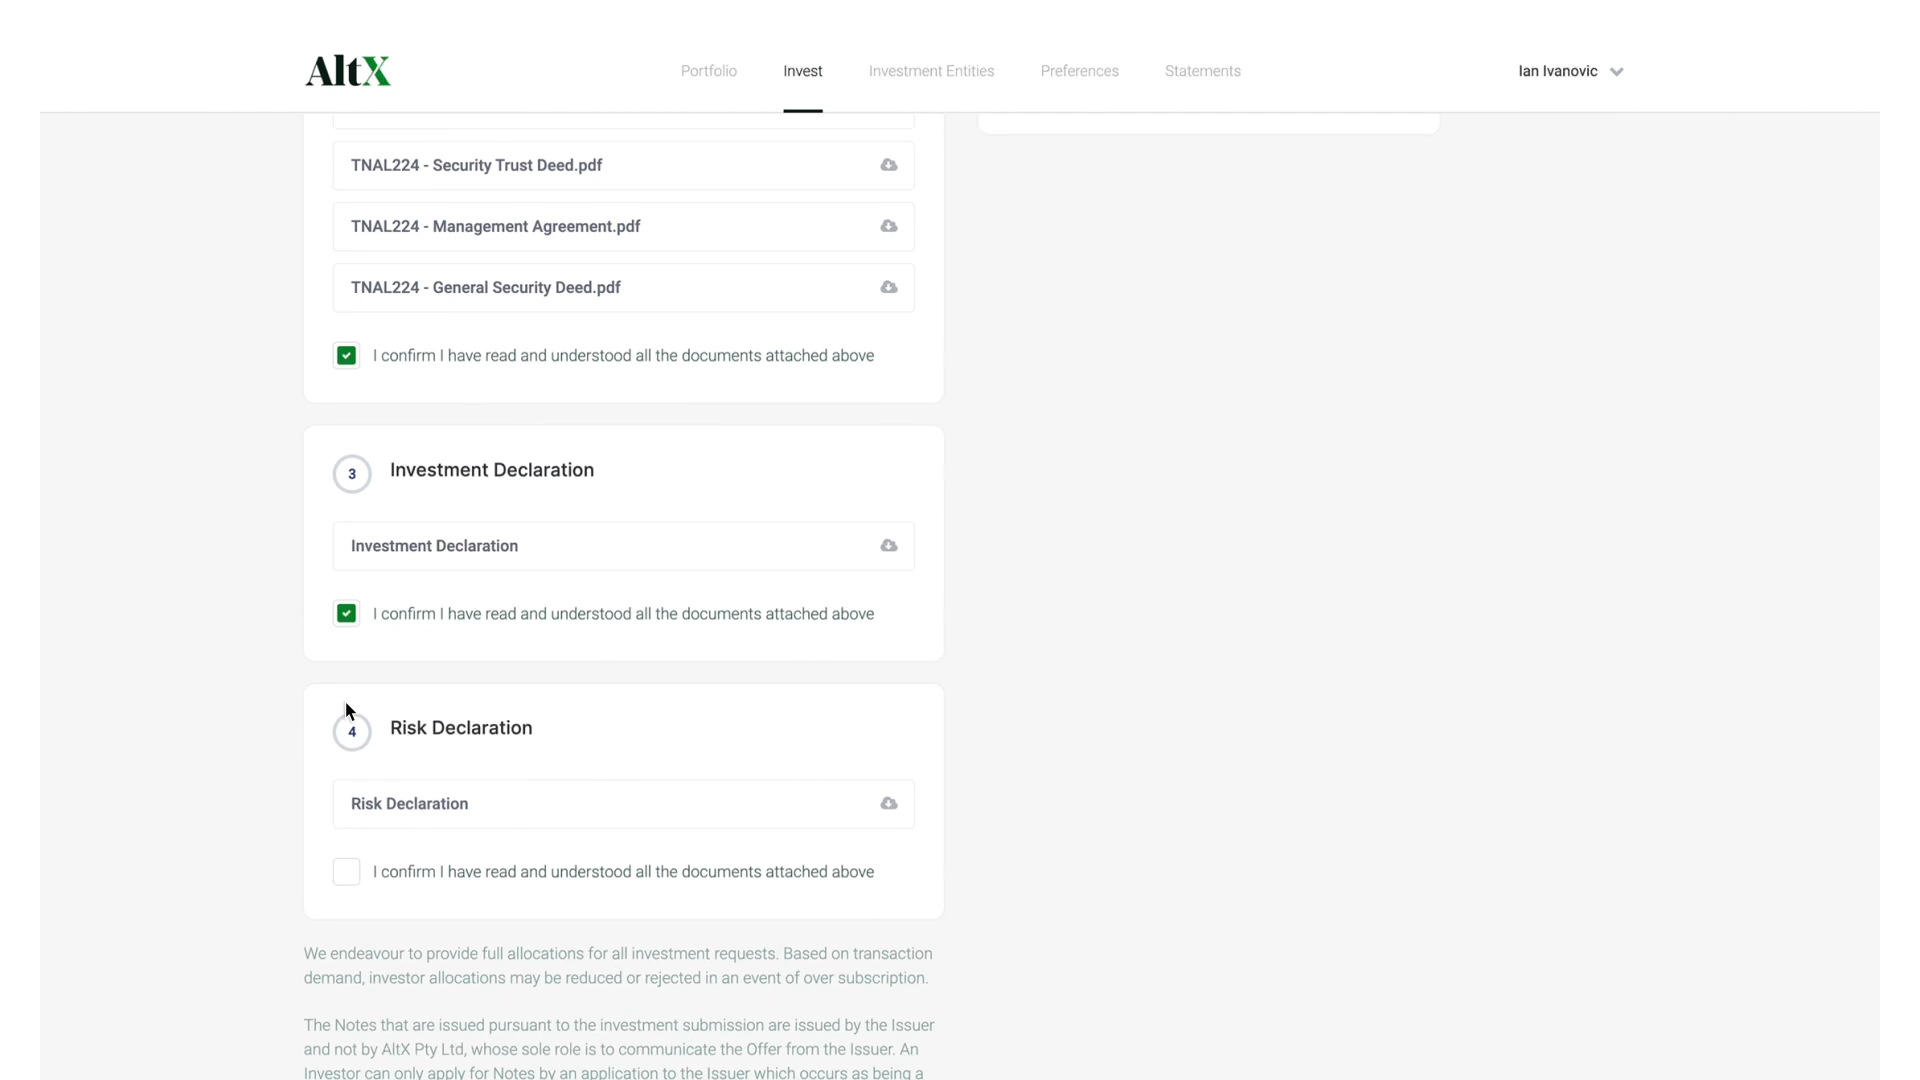 AltX
Portfolio
Invest
Investment Entities
Preferences
Statements
Ian Ivanovic
TNAL224 - Security Trust Deed.pdf
TNAL224 - Management Agreement.pdf
TNAL224 - General Security Deed.pdf
I confirm I have read and understood all the documents attached above
3
Investment Declaration
Investment Declaration
I confirm I have read and understood all the documents attached above
4
Risk Declaration
Risk Declaration
I confirm I have read and understood all the documents attached above
We endeavour to provide full allocations for all investment requests. Based on transaction
demand, investor allocations may be reduced or rejected in an event of over subscription.
The Notes that are issued pursuant to the investment submission are issued by the Issuer
and not by AltX Pty Ltd, whose sole role is to communicate the Offer from the Issuer. An
Investor can only apply for Notes by an application to the Issuer which occurs as being a